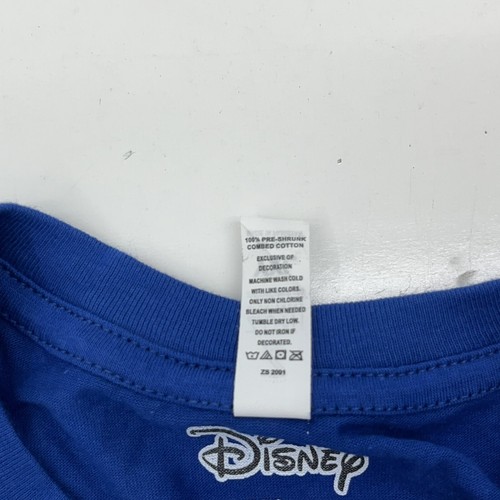 100% PRE-SHRUNK
COMBED COTTON
EXCLUSIVE OF
DECORATION
MACHINE WASH COLD
WITH LIKE COLORS.
ONLY NON CHLORINE
BLEACH WHEN NEEDED
TUMBLE DRY LOW.
DO NOT IRON IF
DECORATED.
ZS 2091
DISNEY